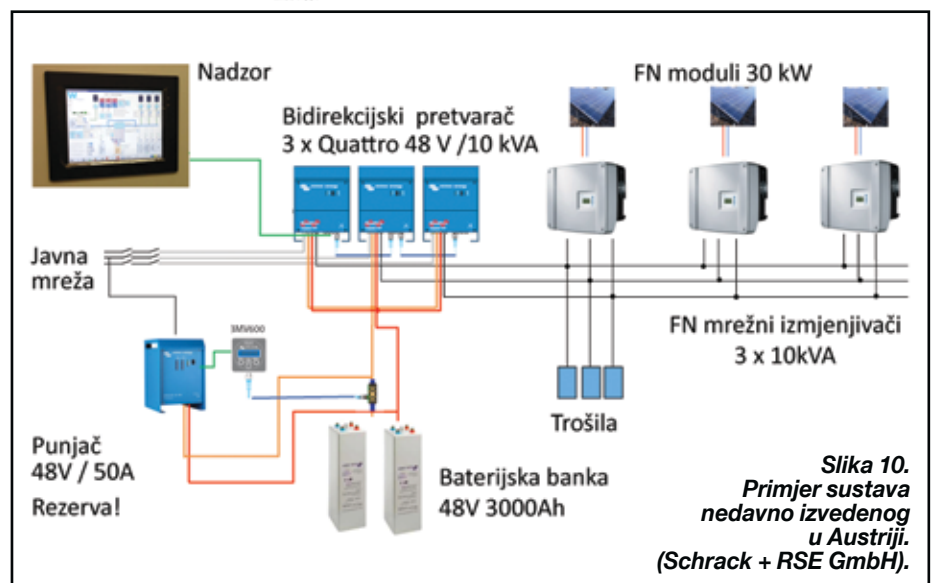 Nadzor
FN moduli 30 kW
Bidirekcijski pretvarač
3 x Quattro 48 V /10 kVA
Javna
mreža
BMV600
FN mrežni izmjenjivači
3 x 10kVA
Trošila
Punjač
48V / 50A
Rezerva!
Baterijska banka
48V 3000Ah
Slika 10.
Primjer sustava
nedavno izvedenog
u Austriji.
(Schrack + RSE GmbH).